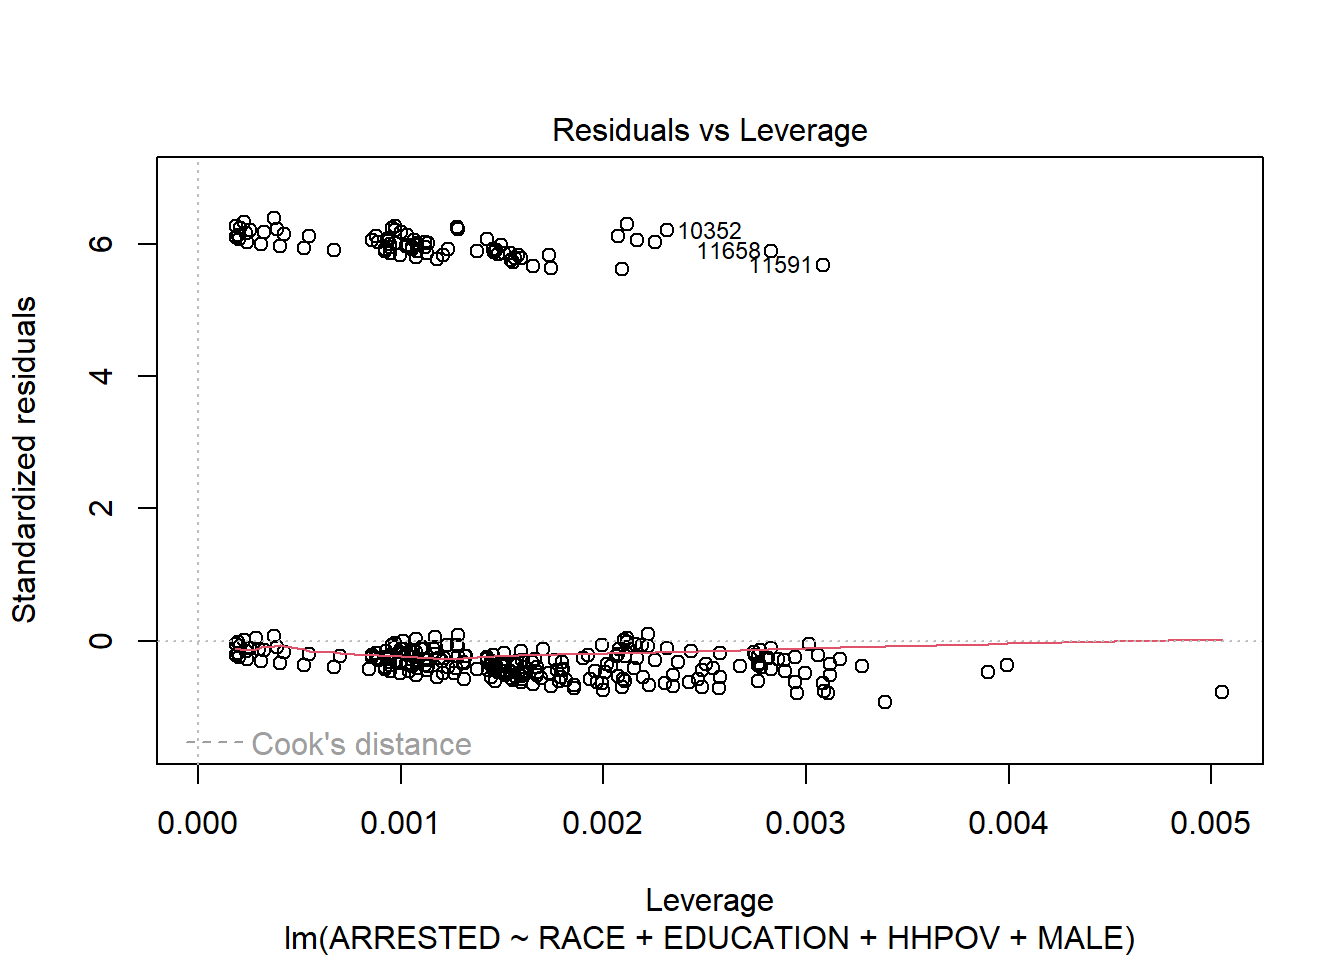 Residuals vs Leverage
Standardized residuals
6
4
2
0
10352
11658
11591
Cook's distance
0.000 0.001 0.002 0.003 0.004 0.005
Leverage
lm(ARRESTED ~ RACE + EDUCATION + HHPOV + MALE)